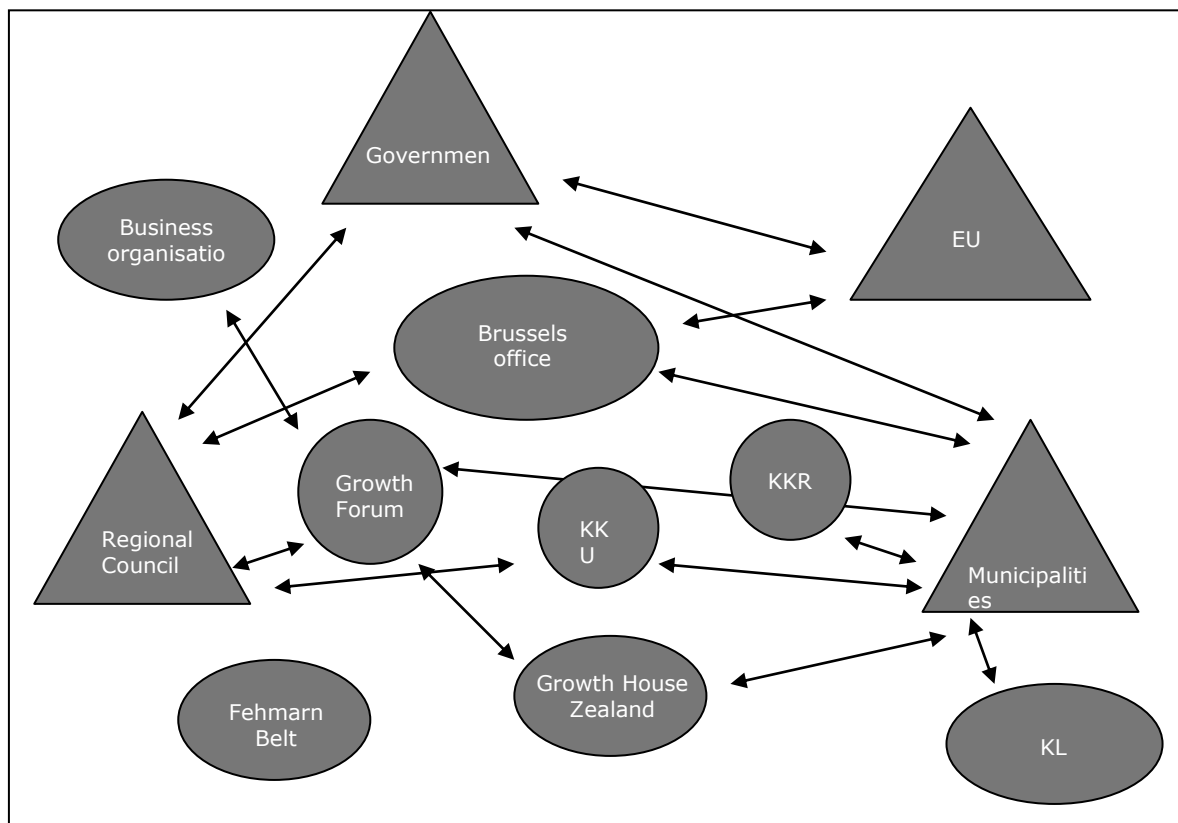 Governmen
Business
organisatio
EU
Brussels
office
Growth
Forum
KKR
KK
U
Regional
Council
Municipaliti
es
Growth House
Zealand
Fehmarn
Belt
KL